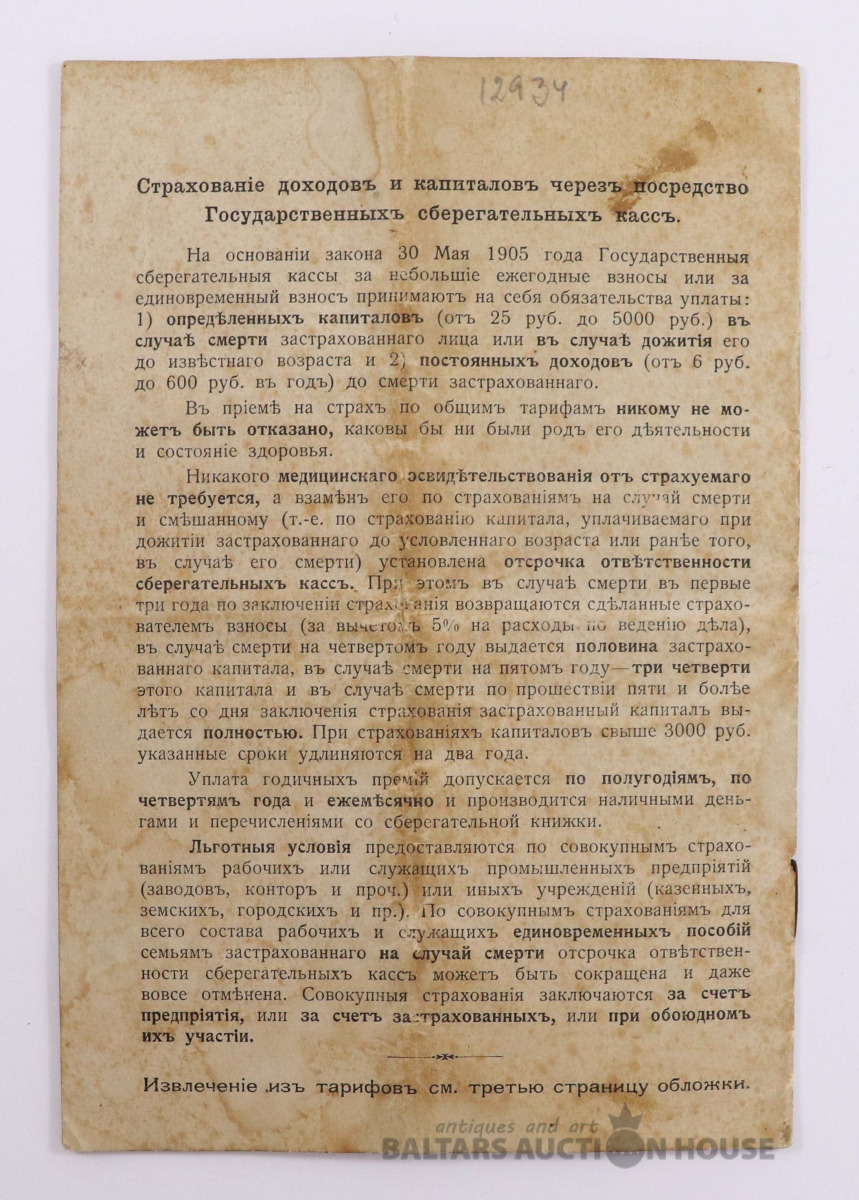 12934
Страхованіе доходовъ и капиталовъ черезъ посредство
Государственныхъ сберегательныхъ кассъ.
На основаніи закона 30 Мая 1905 года Государственныя
сберегательныя кассы за небольшіе ежегодные взносы или за
единовременный взносъ принимаютъ на себя обязательства уплаты:
1) опредѣленныхъ капиталовъ (отъ 25 руб. до 5000 руб.) въ
случаѣ смерти застрахованнаго лица или въ случаѣ дожитія его
до извѣстнаго возраста и 2) постоянныхъ доходовъ (отъ 6 руб.
до 600 руб. въ годъ) до смерти застрахованнаго.
Въ пріемѣ на страхъ по общимъ тарифамъ никому не мо-
жетъ быть отказано, каковы бы ни были родъ его дѣятельности
и состояніе здоровья.
Никакого медицинскаго освидѣтельствованія отъ страхуемаго
не требуется, а взамѣнъ его по страхованіямъ на случай смерти
и смѣшанному (т.-е. по страхованію капитала, уплачиваемаго при
дожитіи застрахованнаго до условленнаго возраста или ранѣе того,
въ случаѣ его смерти) установлена отсрочка отвѣтственности
сберегательныхъ кассъ. При этомъ въ случаѣ смерти въ первые
три года по заключеніи страхованія возвращаются сдѣланные страхо-
вателемъ взносы (за вычетомъ 5% на расходы по веденію дѣла),
въ случаѣ смерти на четвертомъ году выдается половина застрахо-
ваннаго капитала, въ случаѣ смерти на пятомъ году—три четверти
этого капитала и въ случаѣ смерти по прошествіи пяти и болѣе
лѣтъ со дня заключенія страхованія застрахованный капиталъ вы-
дается полностью. При страхованіяхъ капиталовъ свыше 3000 руб.
указанные сроки удлиняются на два года.
Уплата годичныхъ премій допускается по полугодіямъ, по
четвертямъ года и ежемѣсячно и производится наличными день-
гами и перечисленіями со сберегательной книжки.
Льготныя условія предоставляются по совокупнымъ страхо-
ваніямъ рабочихъ или служащихъ промышленныхъ предпріятій
(заводовъ, конторъ и проч.) или иныхъ учрежденій (казенныхъ,
земскихъ, городскихъ и пр.). По совокупнымъ страхованіямъ для
всего состава рабочихъ и служащихъ единовременныхъ пособій
семьямъ застрахованнаго на случай смерти отсрочка отвѣтствен-
ности сберегательныхъ кассъ можетъ быть сокращена и даже
вовсе отмѣнена. Совокупныя страхованія заключаются за счетъ
предпріятія, или за счетъ застрахованныхъ, или при обоюдномъ
ихъ участіи.
Извлеченіе изъ тарифовъ см. третью страницу обложки.
antiques and art
BALTARS AUCTION HOUSE